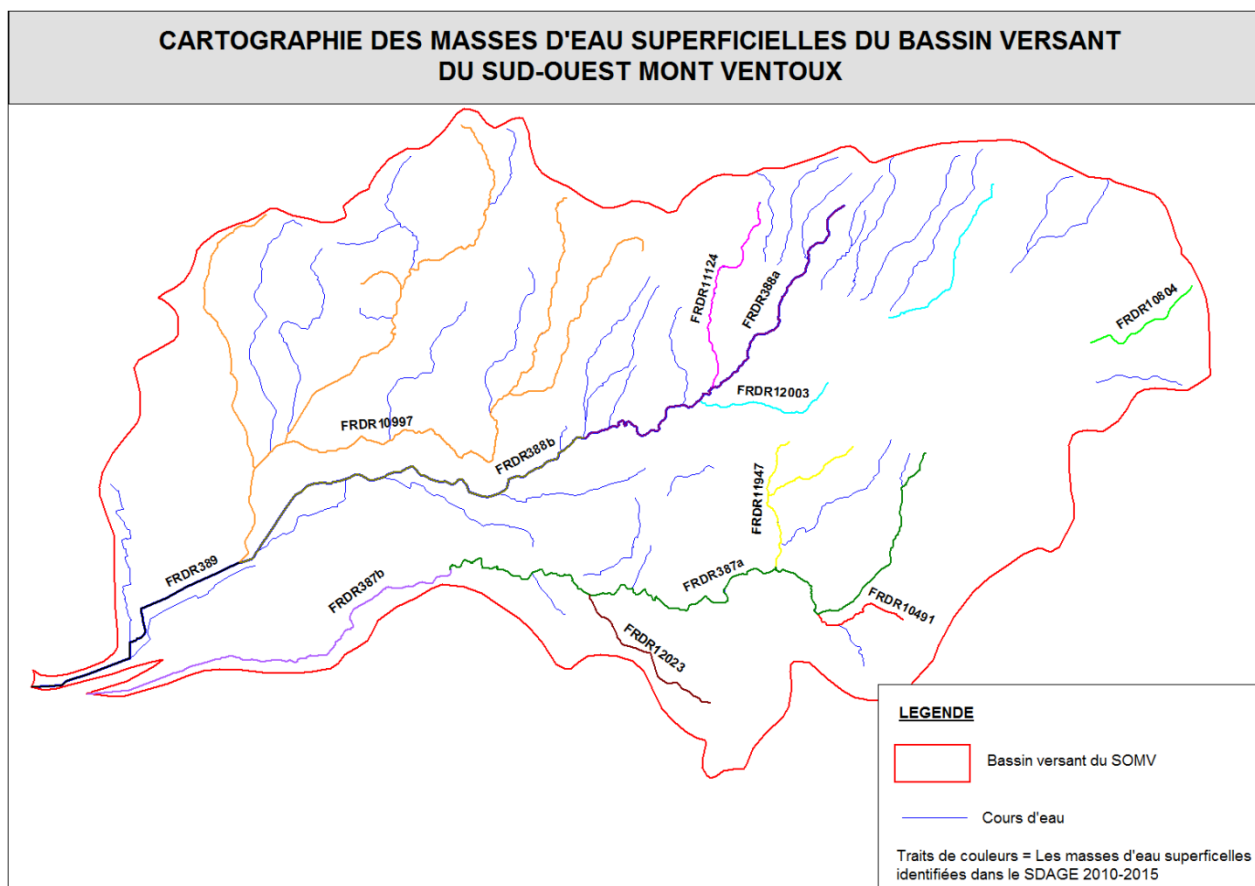 CARTOGRAPHIE DES MASSES D'EAU SUPERFICIELLES DU BASSIN VERSANT
DU SUD-OUEST MONT VENTOUX
FRDR11124
FRDR388a
FRDR10804
FRDR12003
FRDR10997
FRDR388b
FRDR11947
FRDR389
FRDR387b
FRDR387a
FRDR10491
FRDR12023
LEGENDE
Bassin versant du SOMV
Cours d'eau
Traits de couleurs = Les masses d'eau superficelles
identifiées dans le SDAGE 2010-2015